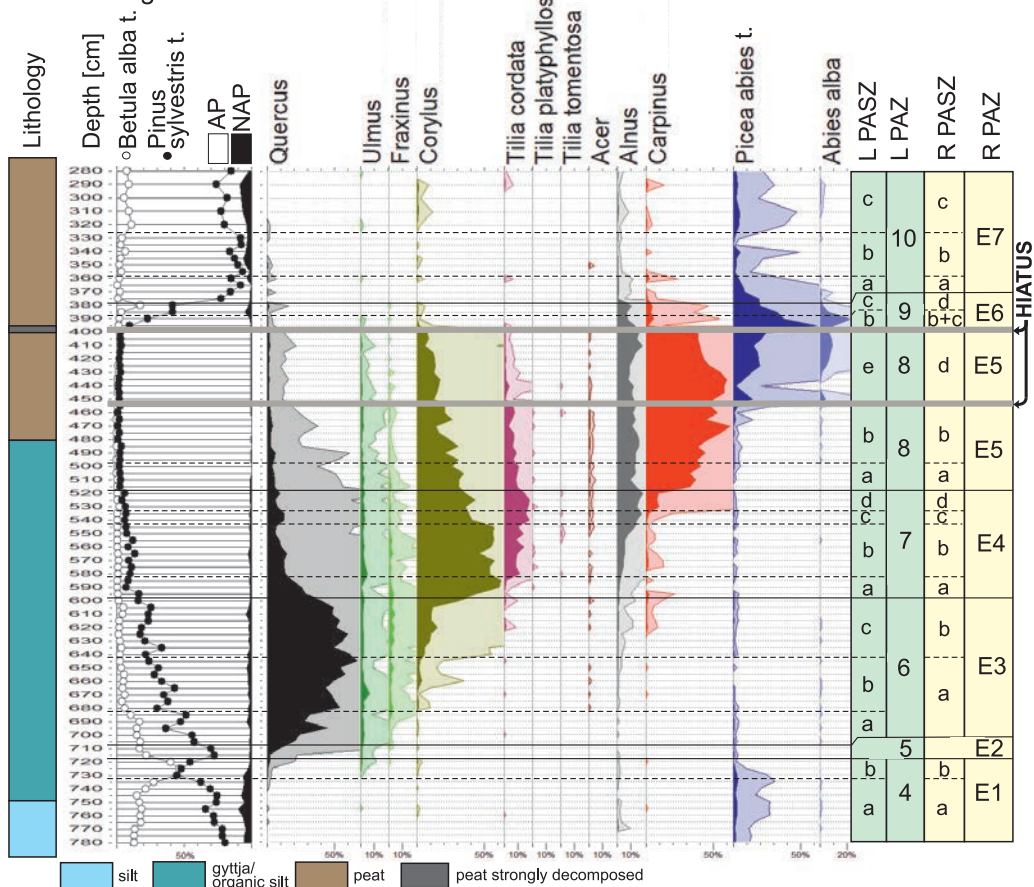 Lithology
Depth [cm]
Betula alba t.
Pinus
sylvestris t.
AP
NAP
Quercus
Ulmus
Fraxinus
Corylus
Tilia cordata
Tilia platyphyllos
Tilia tomentosa
Acer
Alnus
Carpinus
Picea abies t.
Abies alba
L PASZ
L PAZ
R PASZ
R PAZ
280
290
300
310
320
330
340
350
360
370
380
390
400
410
420
430
440
450
460
470
480
490
500
510
520
530
540
550
560
570
580
590
600
610
620
630
640
650
660
670
680
690
700
710
720
730
740
750
760
770
780
c
b
a
c
b
e
b
a
d
c
b
a
c
b
a
b
a
10
9
8
8
7
6
5
4
c
b
a
d
b+c
d
b
a
d
c
b
a
b
a
b
a
E7
E6
E5
E5
E4
E3
E2
E1
HIATUS
50% 10% 10% 50% 10% 10% 50% 50% 20%
50%
silt
gyttja/
organic silt
peat
peat strongly decomposed